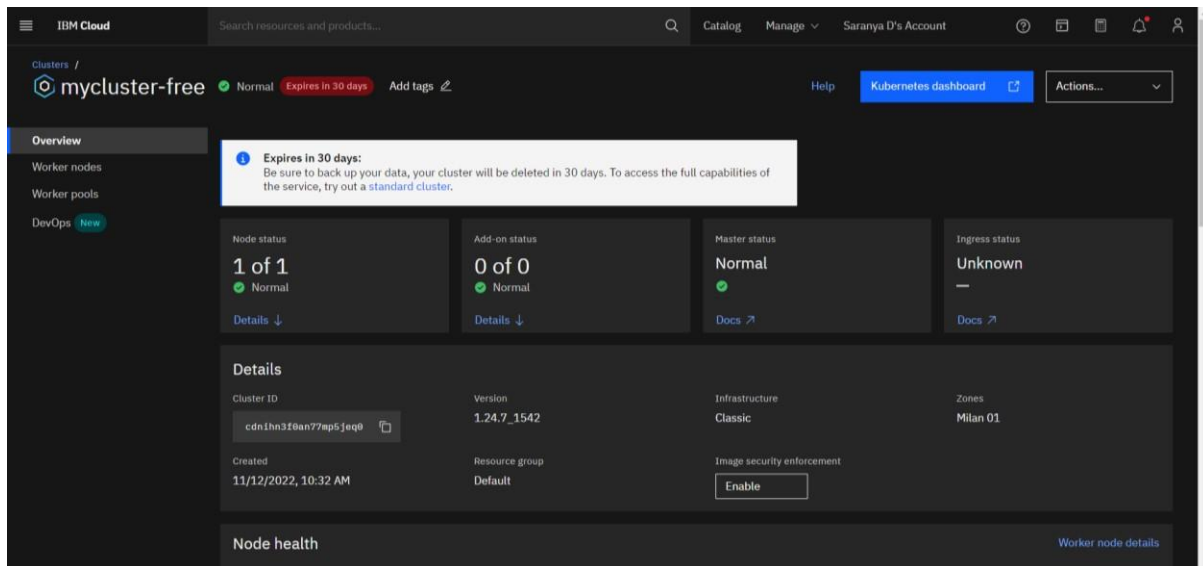 IBM Cloud
Search resources and products...
Catalog
Manage
Saranya D's Account
Clusters /
mycluster-free
Normal
Expires in 30 days
Add tags
Help
Kubernetes dashboard
Actions...
Overview
Worker nodes
Worker pools
DevOps New
Expires in 30 days:
Be sure to back up your data, your cluster will be deleted in 30 days. To access the full capabilities of
the service, try out a standard cluster.
Node status
1 of 1
Normal
Details
Add-on status
0 of 0
Normal
Details
Master status
Normal
Docs
Ingress status
Unknown
—
Docs
Details
Cluster ID
cdnihn3f0an77mp5jeq0
Version
1.24.7_1542
Infrastructure
Classic
Zones
Milan 01
Created
11/12/2022, 10:32 AM
Resource group
Default
Image security enforcement
Enable
Node health
Worker node details